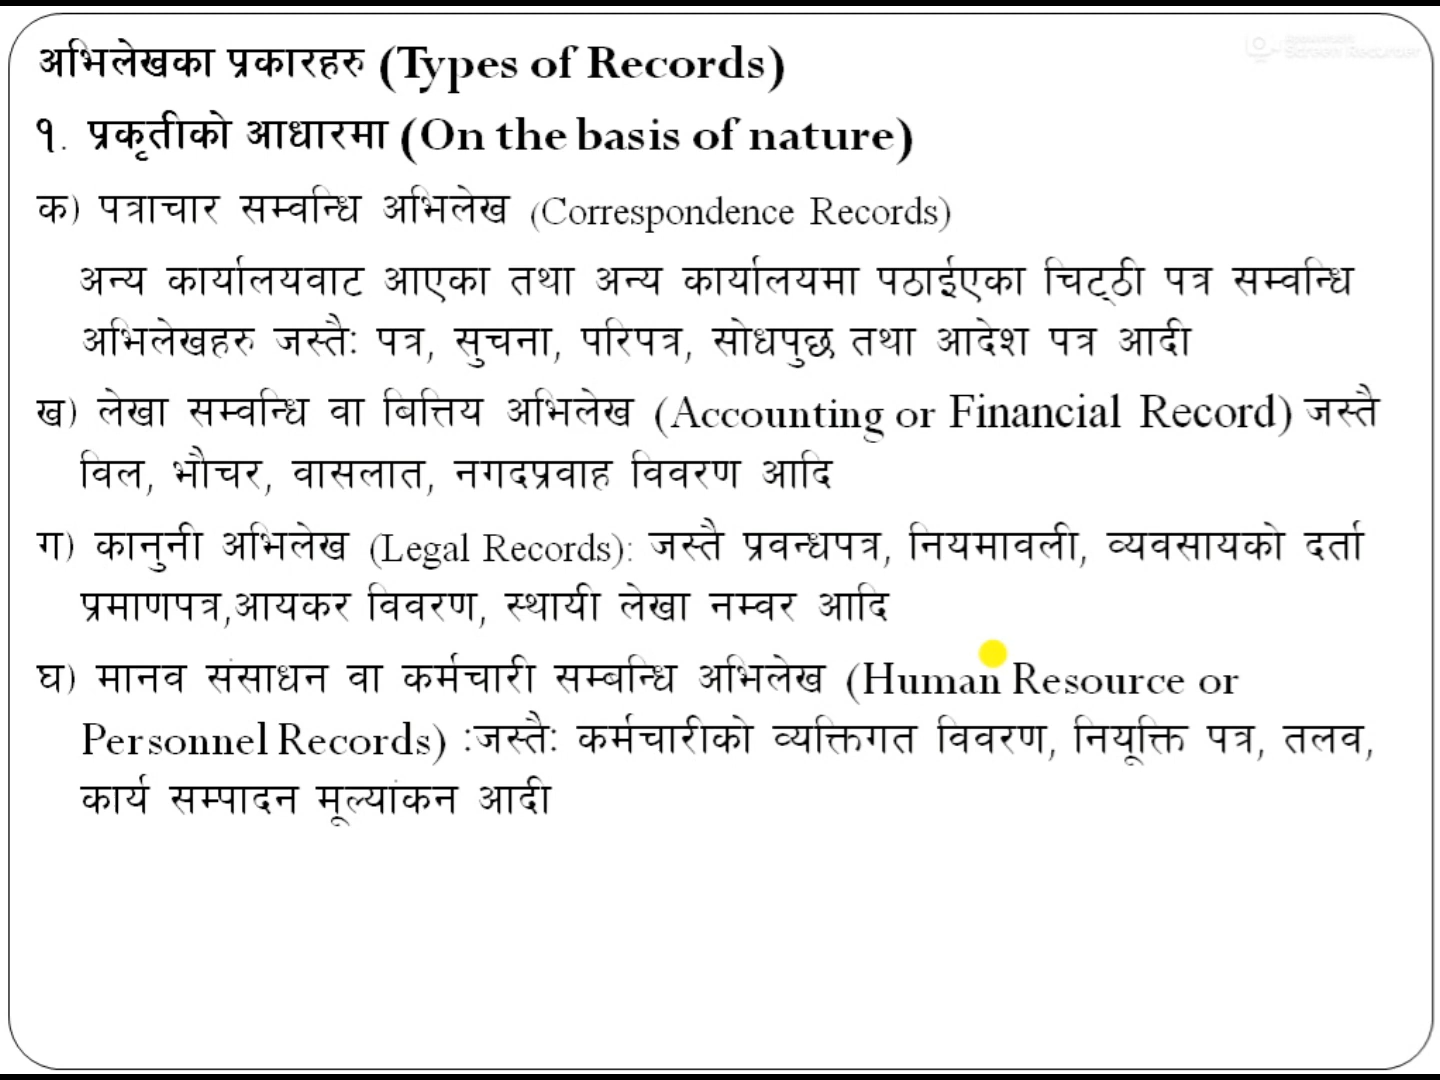 अभिलेखका प्रकारहरु (Types of Records)
१. प्रकृतीको आधारमा (On the basis of nature)
क) पत्राचार सम्वन्धि अभिलेख (Correspondence Records)
अन्य कार्यालयवाट आएका तथा अन्य कार्यालयमा पठाईएका चिट्ठी पत्र सम्वन्धि
अभिलेखहरु जस्तैः पत्र, सुचना, परिपत्र, सोधपुछ तथा आदेश पत्र आदी
ख) लेखा सम्वन्धि वा बित्तिय अभिलेख (Accounting or Financial Record) जस्तै
विल, भौचर, वासलात, नगदप्रवाह विवरण आदि
ग) कानुनी अभिलेख (Legal Records): जस्तै प्रवन्धपत्र, नियमावली, व्यवसायको दर्ता
प्रमाणपत्र,आयकर विवरण, स्थायी लेखा नम्वर आदि
घ) मानव संसाधन वा कर्मचारी सम्बन्धि अभिलेख (Human Resource or
Personnel Records) :जस्तैः कर्मचारीको व्यक्तिगत विवरण, नियूक्ति पत्र, तलव,
कार्य सम्पादन मूल्यांकन आदी
Screen Recorder